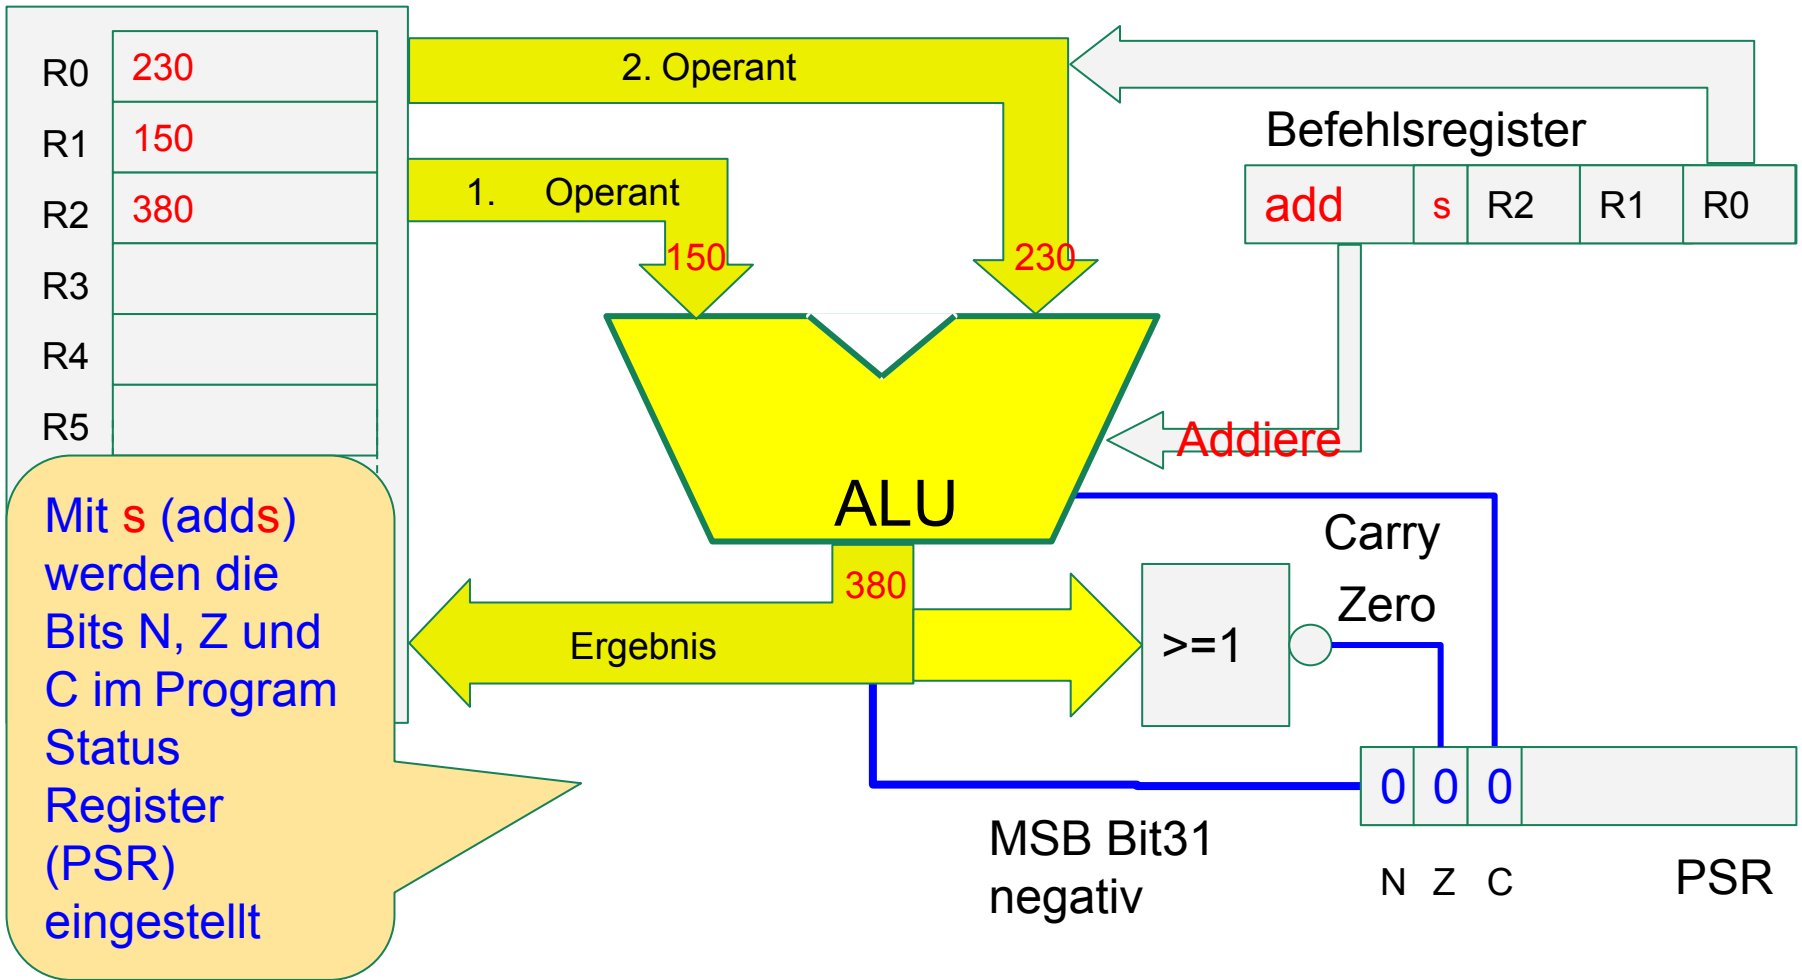 R0 230
R1 150
R2 380
R3
R4
R5
2. Operant
1. Operant
150
230
Befehlsregister
add s R2 R1 R0
Addiere
ALU
380
Ergebnis
>=1
Carry
Zero
0 0 0
N Z C
PSR
MSB Bit31
negativ
Mit s (adds)
werden die
Bits N, Z und
C im Program
Status
Register
(PSR)
eingestellt